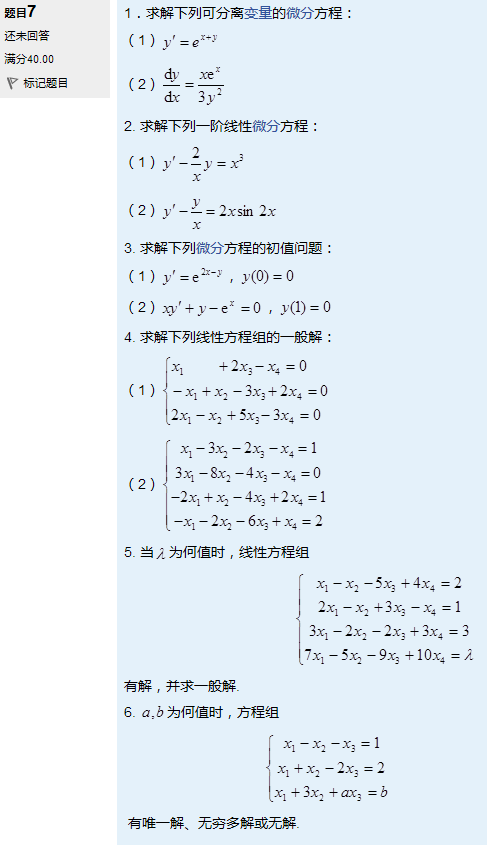 题目7
还未回答
满分40.00
标记题目
1．求解下列可分离变量的微分方程：
（1）y′ = e^{x+y}
（2）dy/dx = xe^x/3y^2
2. 求解下列一阶线性微分方程：
（1）y′ − 2/x y = x^3
（2）y′ − y/x = 2x sin 2x
3. 求解下列微分方程的初值问题：
（1）y′ = e^{2x−y}，y(0) = 0
（2）xy′ + y − e^x = 0，y(1) = 0
4. 求解下列线性方程组的一般解：
（1）
x₁ + 2x₃ − x₄ = 0
− x₁ + x₂ − 3x₃ + 2x₄ = 0
2x₁ − x₂ + 5x₃ − 3x₄ = 0
（2）
x₁ − 3x₂ − 2x₃ − x₄ = 1
3x₁ − 8x₂ − 4x₃ − x₄ = 0
−2x₁ + x₂ − 4x₃ + 2x₄ = 1
−x₁ − 2x₂ − 6x₃ + x₄ = 2
5. 当λ为何值时，线性方程组
x₁ − x₂ − 5x₃ + 4x₄ = 2
2x₁ − x₂ + 3x₃ − x₄ = 1
3x₁ − 2x₂ − 2x₃ + 3x₄ = 3
7x₁ − 5x₂ − 9x₃ + 10x₄ = λ
有解，并求一般解.
6. a,b为何值时，方程组
x₁ − x₂ − x₃ = 1
x₁ + x₂ − 2x₃ = 2
x₁ + 3x₂ + ax₃ = b
有唯一解、无穷多解或无解.